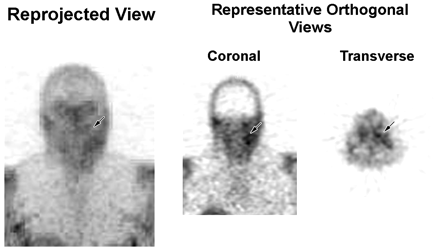 Reprojected View
Representative Orthogonal
Views
Coronal
Transverse